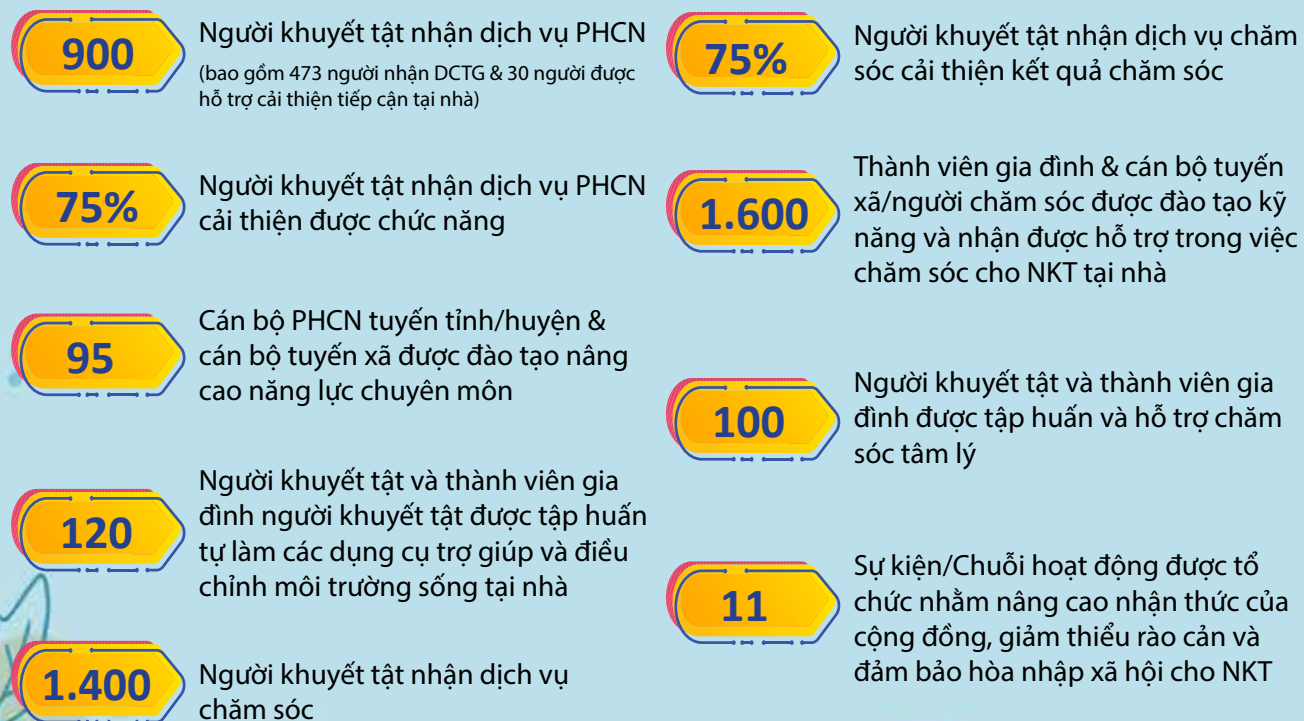 900
Người khuyết tật nhận dịch vụ PHCN
(bao gồm 473 người nhận DCTG & 30 người được
hỗ trợ cải thiện tiếp cận tại nhà)
75%
Người khuyết tật nhận dịch vụ PHCN
cải thiện được chức năng
95
Cán bộ PHCN tuyến tỉnh/huyện &
cán bộ tuyến xã được đào tạo nâng
cao năng lực chuyên môn
120
Người khuyết tật và thành viên gia
đình người khuyết tật được tập huấn
tự làm các dụng cụ trợ giúp và điều
chỉnh môi trường sống tại nhà
1.400
Người khuyết tật nhận dịch vụ
chăm sóc
75%
Người khuyết tật nhận dịch vụ chăm
sóc cải thiện kết quả chăm sóc
1.600
Thành viên gia đình & cán bộ tuyến
xã/người chăm sóc được đào tạo kỹ
năng và nhận được hỗ trợ trong việc
chăm sóc cho NKT tại nhà
100
Người khuyết tật và thành viên gia
đình được tập huấn và hỗ trợ chăm
sóc tâm lý
11
Sự kiện/Chuỗi hoạt động được tổ
chức nhằm nâng cao nhận thức của
cộng đồng, giảm thiểu rào cản và
đảm bảo hòa nhập xã hội cho NKT